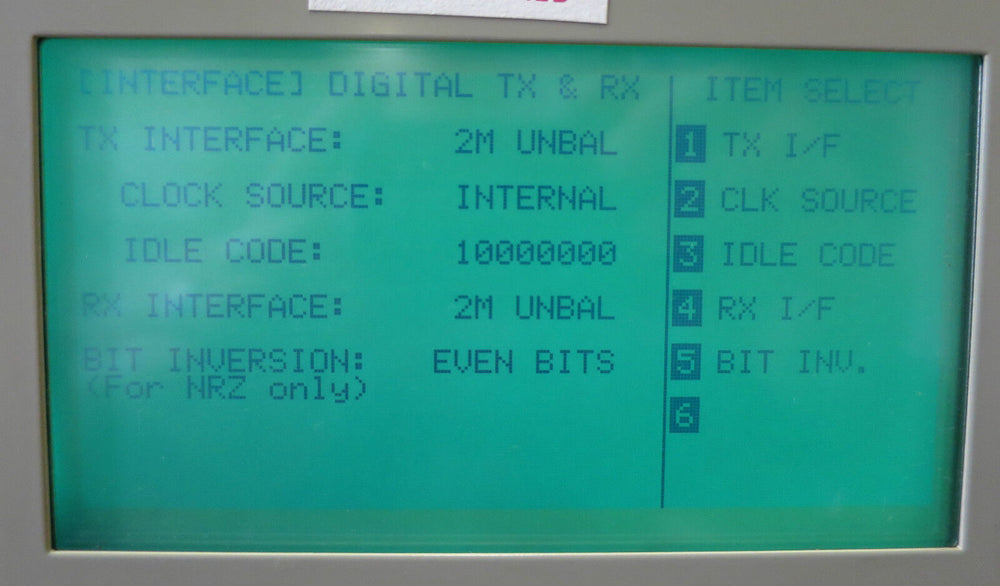 [INTERFACE] DIGITAL TX & RX
TX INTERFACE: 2M UNBAL
CLOCK SOURCE: INTERNAL
IDLE CODE: 10000000
RX INTERFACE: 2M UNBAL
BIT INVERSION: EVEN BITS
(For NRZ only)
ITEM SELECT
1 TX I/F
2 CLK SOURCE
3 IDLE CODE
4 RX I/F
5 BIT INV.
6